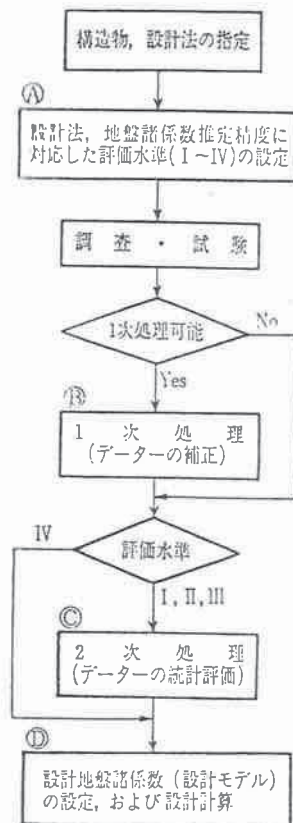 構造物,設計法の指定
Ⓐ
設計法,地盤諸係数推定精度に
対応した評価水準(I~IV)の設定
調査・試験
1次処理可能
No
Yes
Ⓑ
1次処理
(データーの補正)
IV
評価水準
I,II,III
Ⓒ
2次処理
(データーの統計評価)
Ⓓ
設計地盤諸係数(設計モデル)
の設定,および設計計算